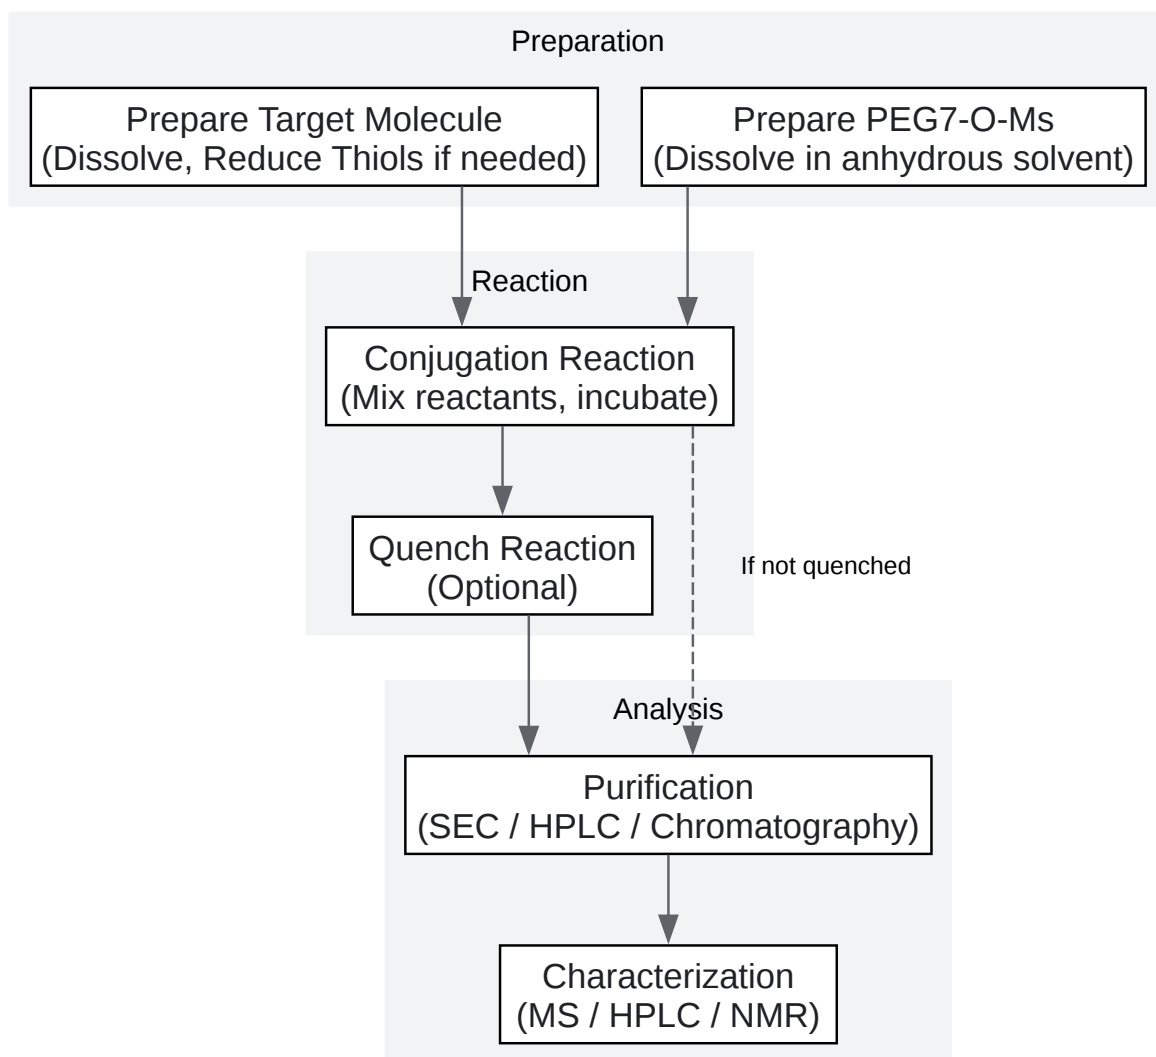 Preparation
Prepare Target Molecule
(Dissolve, Reduce Thiols if needed)
Prepare PEG7-O-Ms
(Dissolve in anhydrous solvent)
Reaction
Conjugation Reaction
(Mix reactants, incubate)
Quench Reaction
(Optional)
If not quenched
Analysis
Purification
(SEC / HPLC / Chromatography)
Characterization
(MS / HPLC / NMR)